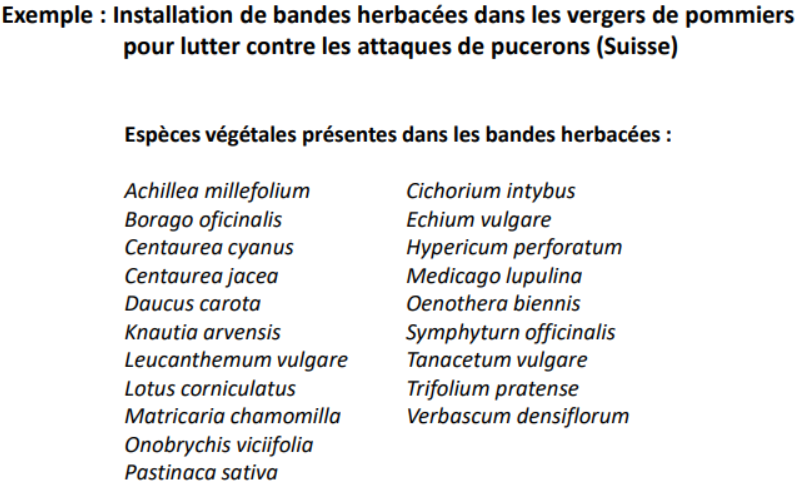 Exemple : Installation de bandes herbacées dans les vergers de pommiers
pour lutter contre les attaques de pucerons (Suisse)
Espèces végétales présentes dans les bandes herbacées :
Achillea millefolium
Borago oficinalis
Centaurea cyanus
Centaurea jacea
Daucus carota
Knautia arvensis
Leucanthemum vulgare
Lotus corniculatus
Matricaria chamomilla
Onobrychis viciifolia
Pastinaca sativa
Cichorium intybus
Echium vulgare
Hypericum perforatum
Medicago lupulina
Oenothera biennis
Symphyturn officinalis
Tanacetum vulgare
Trifolium pratense
Verbascum densiflorum